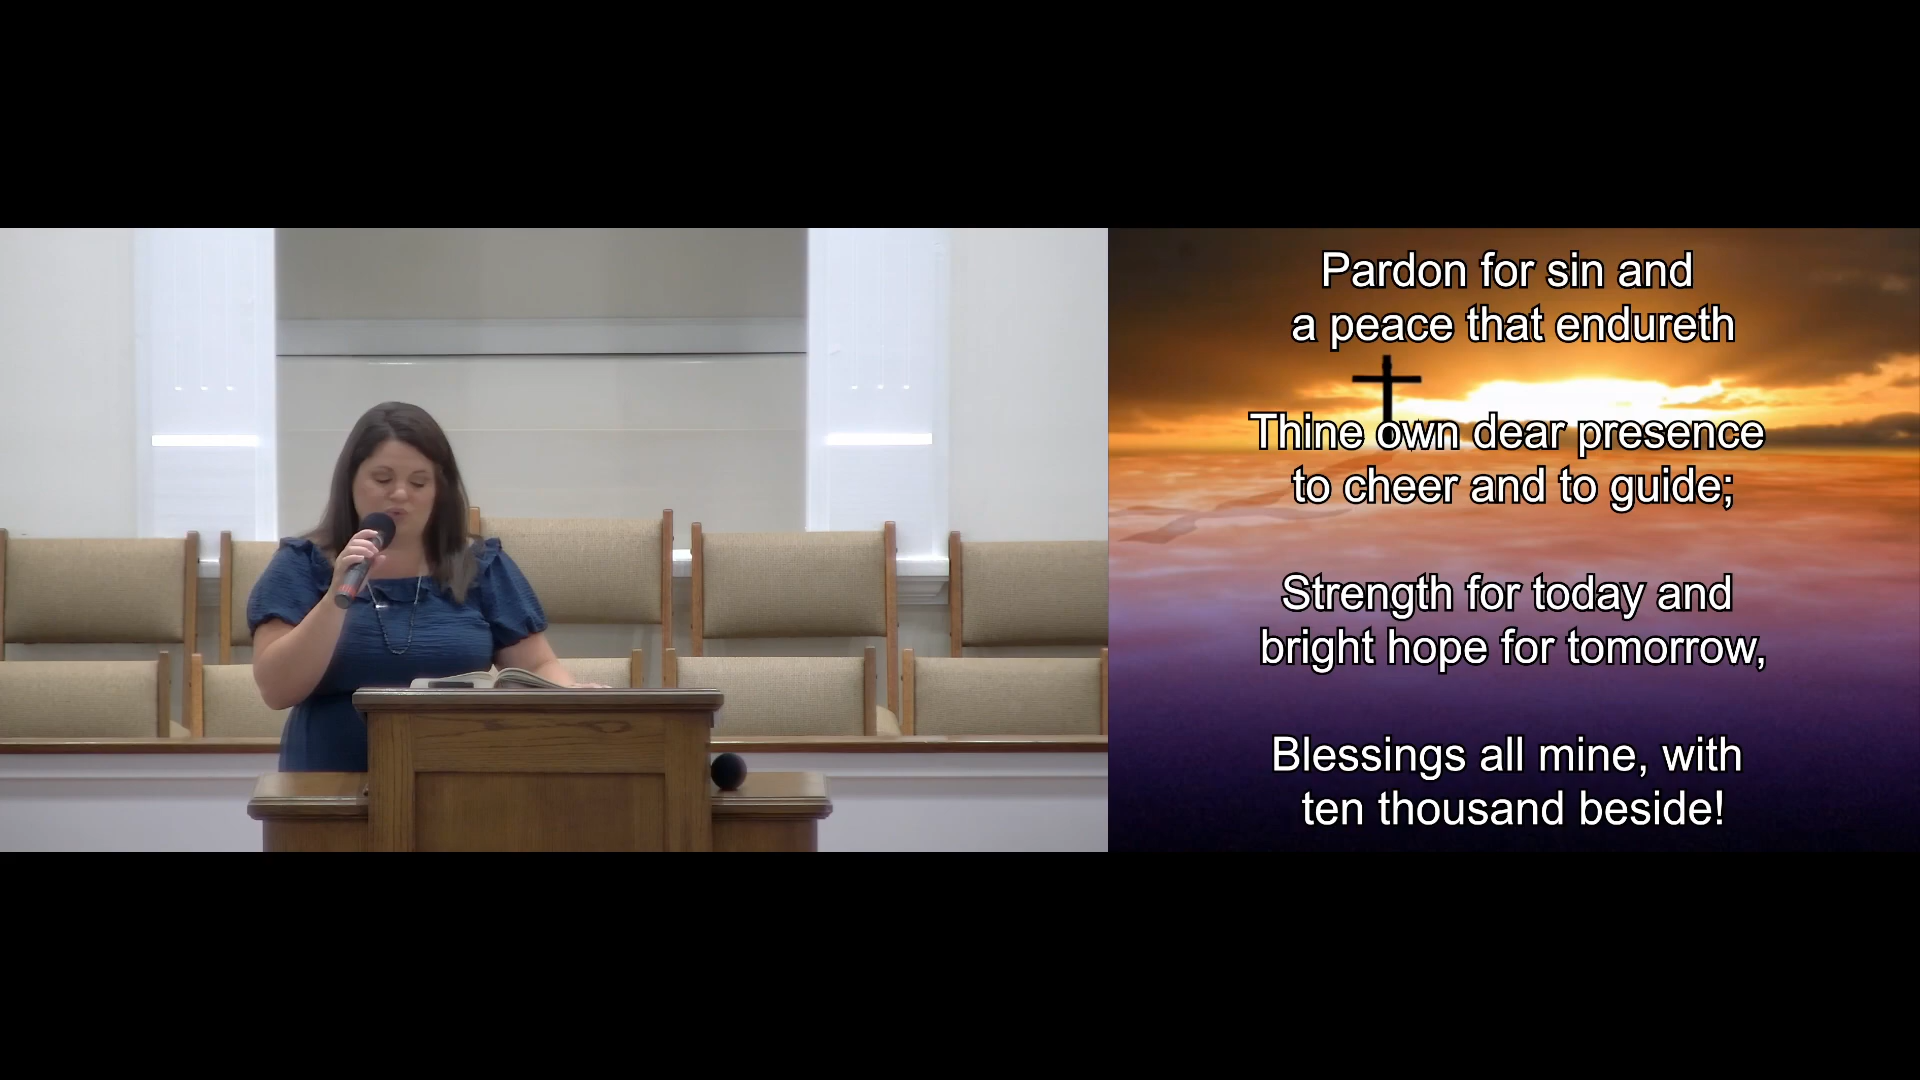 Pardon for sin and
a peace that endureth
Thine own dear presence
to cheer and to guide;
Strength for today and
bright hope for tomorrow,
Blessings all mine, with
ten thousand beside!